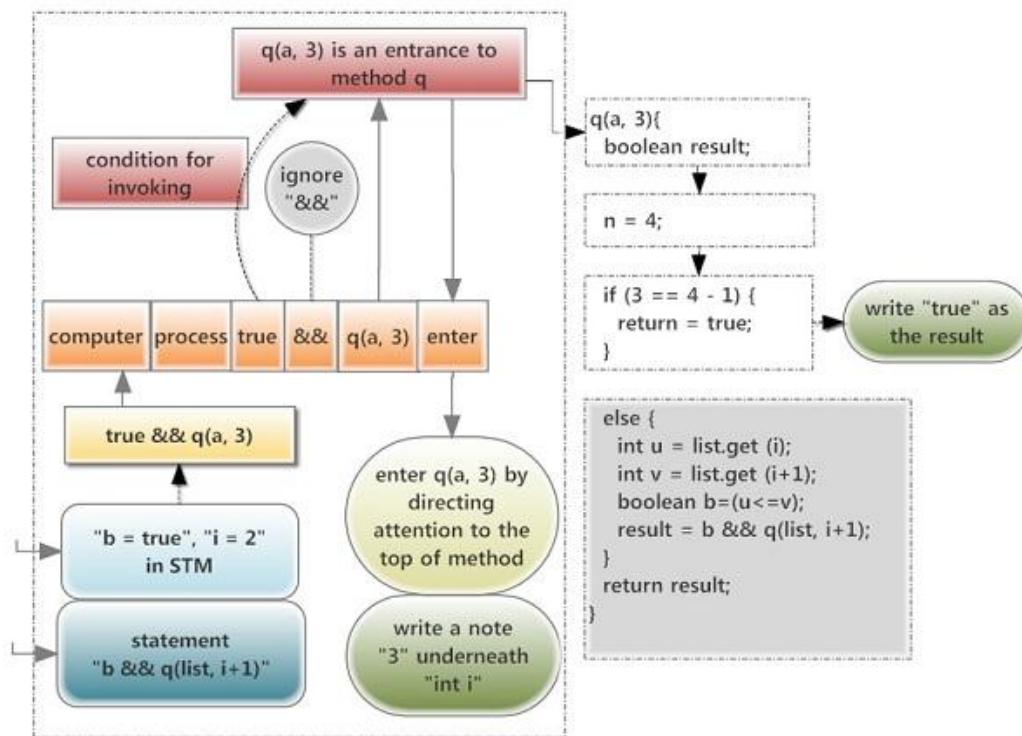 q(a, 3) is an entrance to
method q
condition for
invoking
ignore
"&&"
computer
process
true
&&
q(a, 3)
enter
true && q(a, 3)
"b = true", "i = 2"
in STM
statement
"b && q(list, i+1)"
enter q(a, 3) by
directing
attention to the
top of method
write a note
"3" underneath
"int i"
q(a, 3){
boolean result;
n = 4;
if (3 == 4 - 1) {
return = true;
}
write "true" as
the result
else {
int u = list.get (i);
int v = list.get (i+1);
boolean b=(u<=v);
result = b && q(list, i+1);
}
return result;
}